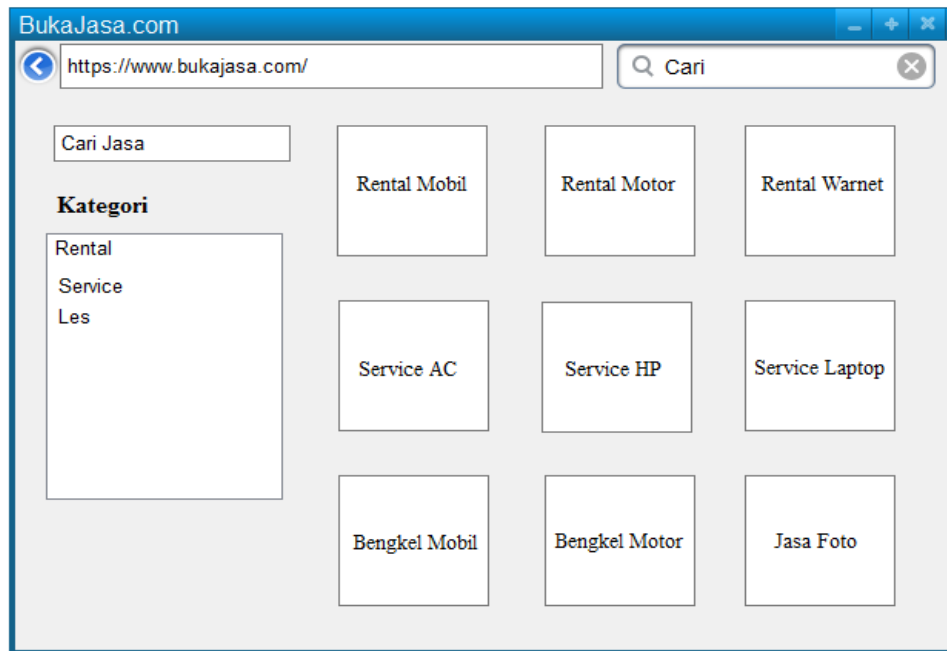 BukaJasa.com
https://www.bukajasa.com/
Cari
Cari Jasa
Kategori
Rental
Service
Les
Rental Mobil
Rental Motor
Rental Warnet
Service AC
Service HP
Service Laptop
Bengkel Mobil
Bengkel Motor
Jasa Foto